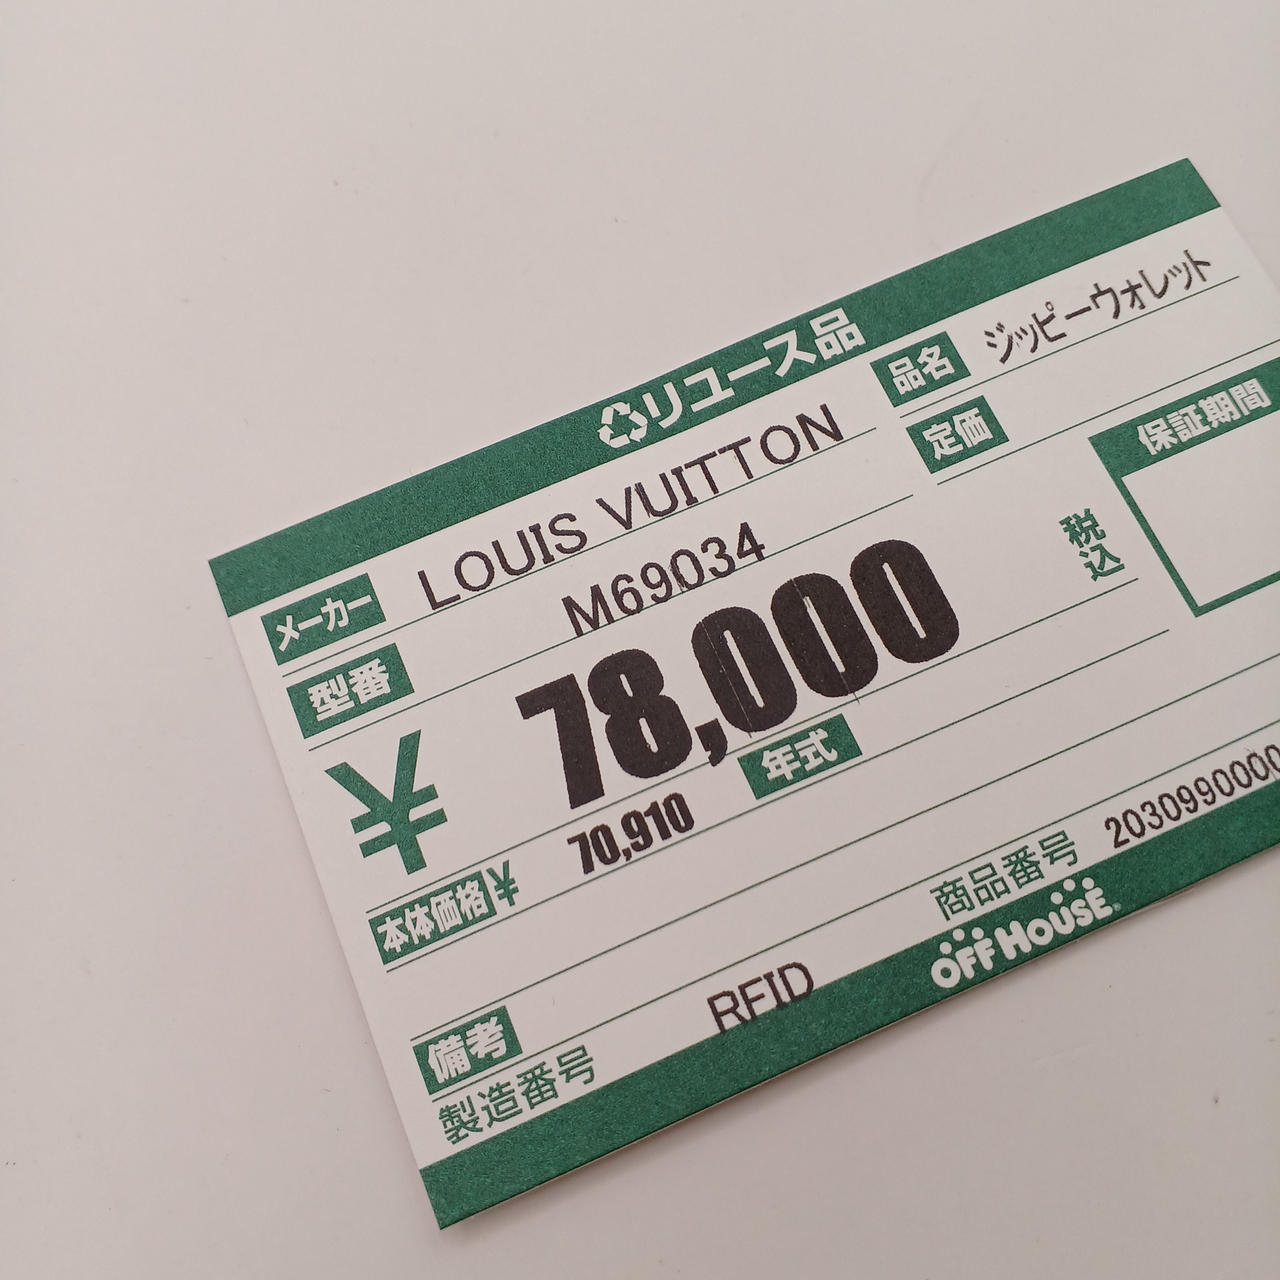 リユース品
メーカー LOUIS VUITTON
品名 ジッピーウォレット
型番 M69034
定価
保証期間
¥ 78,000 税込
本体価格¥ 70,910
年式
備考
商品番号 2030990000
製造番号 RFID
OFF HOUSE